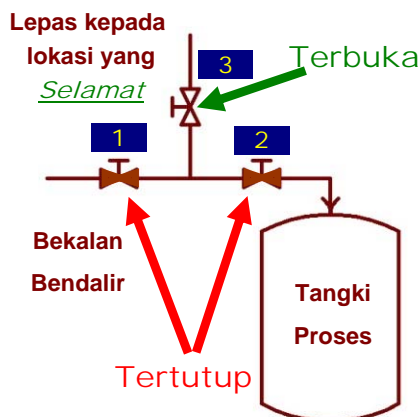 Lepas kepada
lokasi yang
Selamat
3
Terbuka
1
2
Bekalan
Bendalir
Tangki
Proses
Tertutup